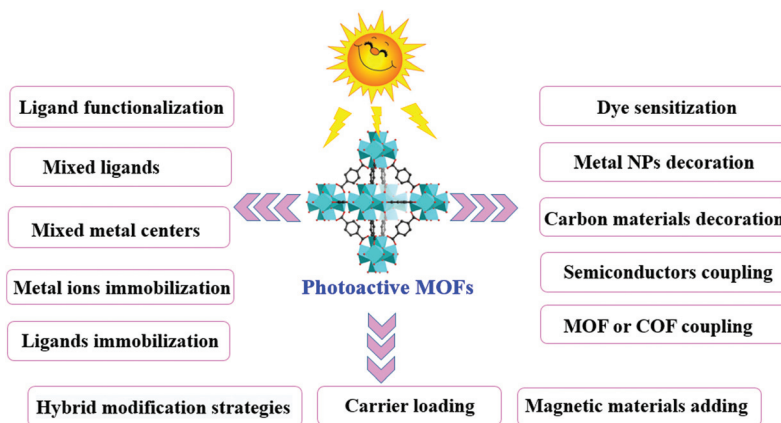 Ligand functionalization
Mixed ligands
Mixed metal centers
Metal ions immobilization
Ligands immobilization
Photoactive MOFs
Dye sensitization
Metal NPs decoration
Carbon materials decoration
Semiconductors coupling
MOF or COF coupling
Hybrid modification strategies
Carrier loading
Magnetic materials adding